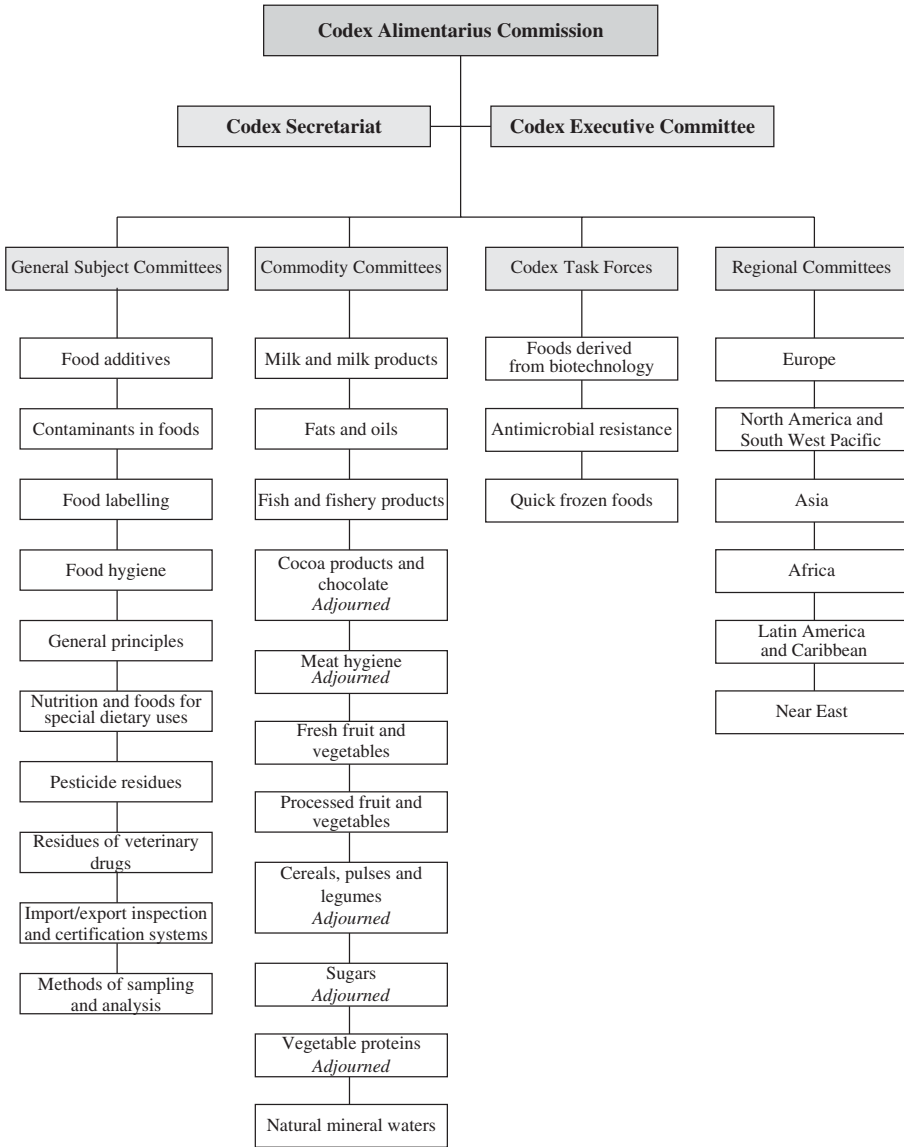 Codex Alimentarius Commission
Codex Secretariat
Codex Executive Committee
General Subject Committees
Food additives
Contaminants in foods
Food labelling
Food hygiene
General principles
Nutrition and foods for
special dietary uses
Pesticide residues
Residues of veterinary
drugs
Import/export inspection
and certification systems
Methods of sampling
and analysis
Commodity Committees
Milk and milk products
Fats and oils
Fish and fishery products
Cocoa products and
chocolate
Adjourned
Meat hygiene
Adjourned
Fresh fruit and
vegetables
Processed fruit and
vegetables
Cereals, pulses and
legumes
Adjourned
Sugars
Adjourned
Vegetable proteins
Adjourned
Natural mineral waters
Codex Task Forces
Foods derived
from biotechnology
Antimicrobial resistance
Quick frozen foods
Regional Committees
Europe
North America and
South West Pacific
Asia
Africa
Latin America
and Caribbean
Near East